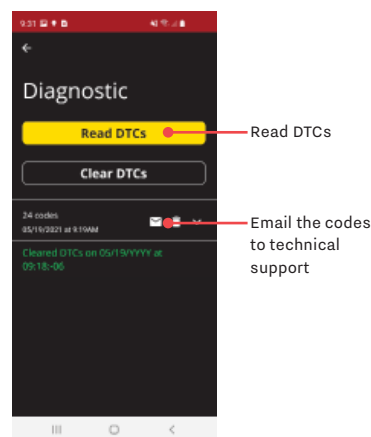 9:31
Diagnostic
Read DTCs
Read DTCs
Clear DTCs
24 codes
05/19/2021 at 9:19AM
Email the codes
to technical
support
Cleared DTCs on 05/19/YYYY at
09:18:-06